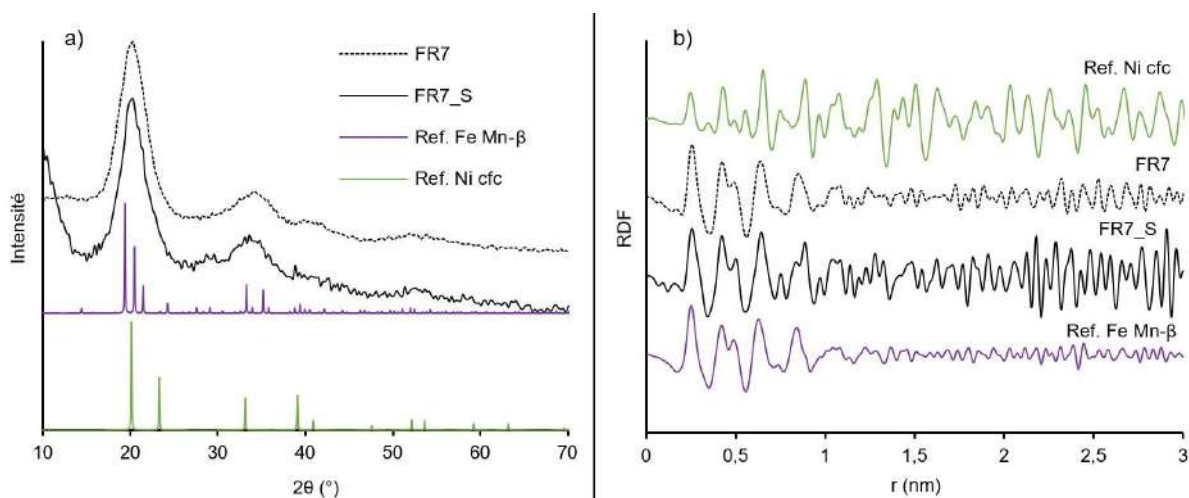 a)
FR7
FR7_S
Ref. Fe Mn-β
Ref. Ni cfc
Intensité
10 20 30 40 50 60 70
2θ (°)
b)
Ref. Ni cfc
FR7
FR7_S
Ref. Fe Mn-β
RDF
0 0,5 1 1,5 2 2,5 3
r (nm)